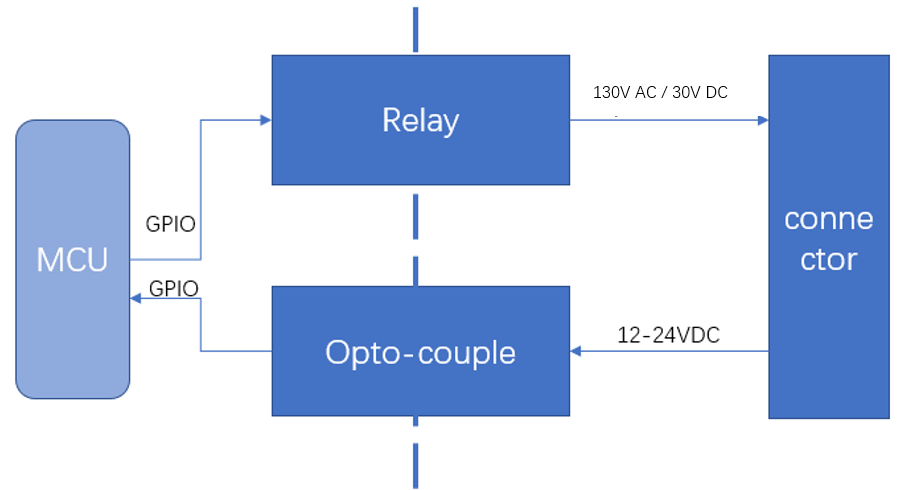 130V AC / 30V DC
Relay
GPIO
MCU
GPIO
conne
ctor
12-24VDC
Opto-couple